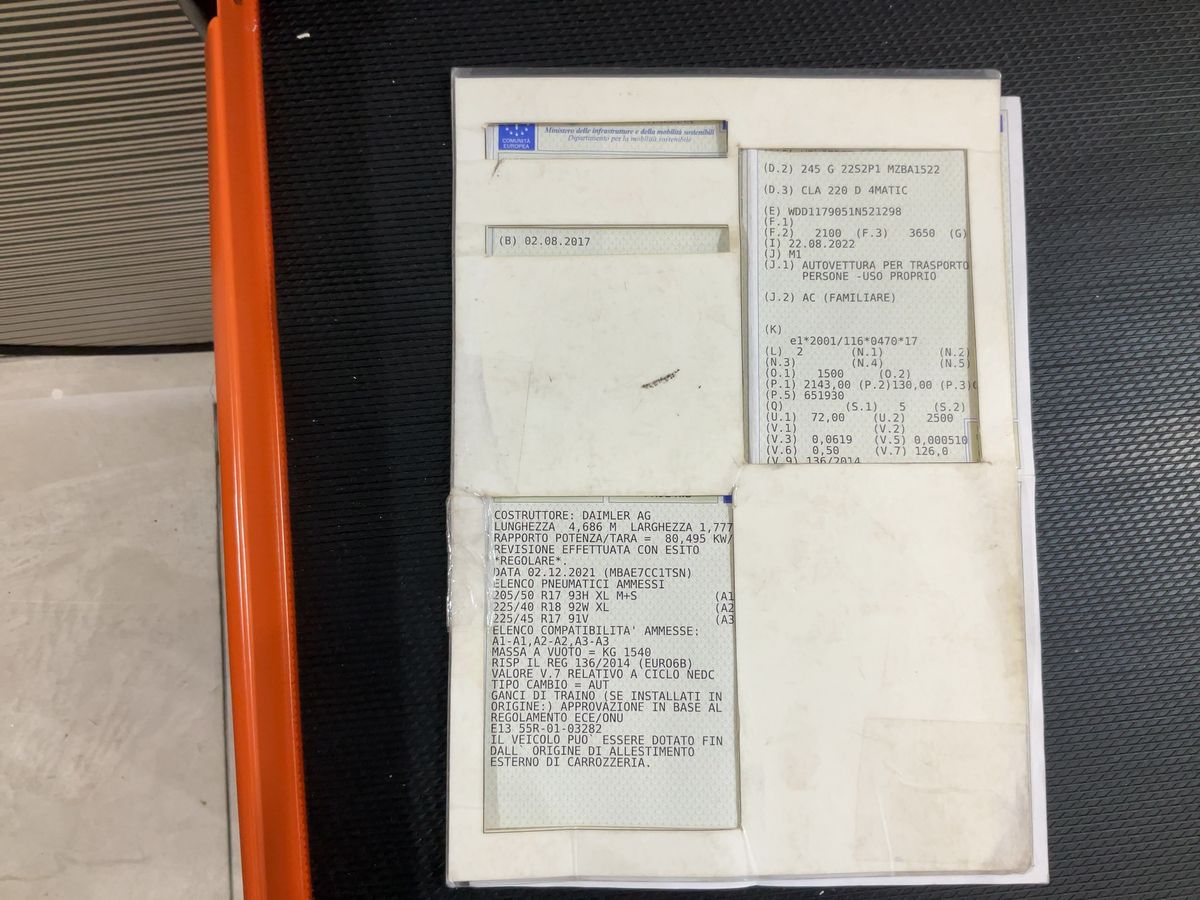 COMUNITÀ
EUROPEA
Ministero delle infrastrutture e della mobilità sostenibili
Dipartimento per la mobilità sostenibile
(B) 02.08.2017
(D.2) 245 G 22S2P1 MZBA1522
(D.3) CLA 220 D 4MATIC
(E) WDD1179051N521298
(F.1)
(F.2) 2100 (F.3) 3650 (G)
(I) 22.08.2022
(J) M1
(J.1) AUTOVETTURA PER TRASPORTO
PERSONE -USO PROPRIO
(J.2) AC (FAMILIARE)
(K)
e1*2001/116*0470*17
(L) 2 (N.1) (N.2)
(N.3) (N.4) (N.5)
(O.1) 1500 (O.2)
(P.1) 2143,00 (P.2)130,00 (P.3)
(P.5) 651930
(Q) (S.1) 5 (S.2)
(U.1) 72,00 (U.2) 2500
(V.1) (V.2)
(V.3) 0,0619 (V.5) 0,000510
(V.6) 0,50 (V.7) 126,0
(V.9) 136/2014
COSTRUTTORE: DAIMLER AG
LUNGHEZZA 4,686 M LARGHEZZA 1,777
RAPPORTO POTENZA/TARA = 80,495 KW/
REVISIONE EFFETTUATA CON ESITO
*REGOLARE*.
DATA 02.12.2021 (MBAE7CC1TSN)
ELENCO PNEUMATICI AMMESSI
205/50 R17 93H XL M+S (A1
225/40 R18 92W XL (A2
225/45 R17 91V (A3
ELENCO COMPATIBILITA' AMMESSE:
A1-A1,A2-A2,A3-A3
MASSA A VUOTO = KG 1540
RISP IL REG 136/2014 (EURO6B)
VALORE V.7 RELATIVO A CICLO NEDC
TIPO CAMBIO = AUT
GANCI DI TRAINO (SE INSTALLATI IN
ORIGINE:) APPROVAZIONE IN BASE AL
REGOLAMENTO ECE/ONU
E13 55R-01-03282
IL VEICOLO PUO` ESSERE DOTATO FIN
DALL` ORIGINE DI ALLESTIMENTO
ESTERNO DI CARROZZERIA.